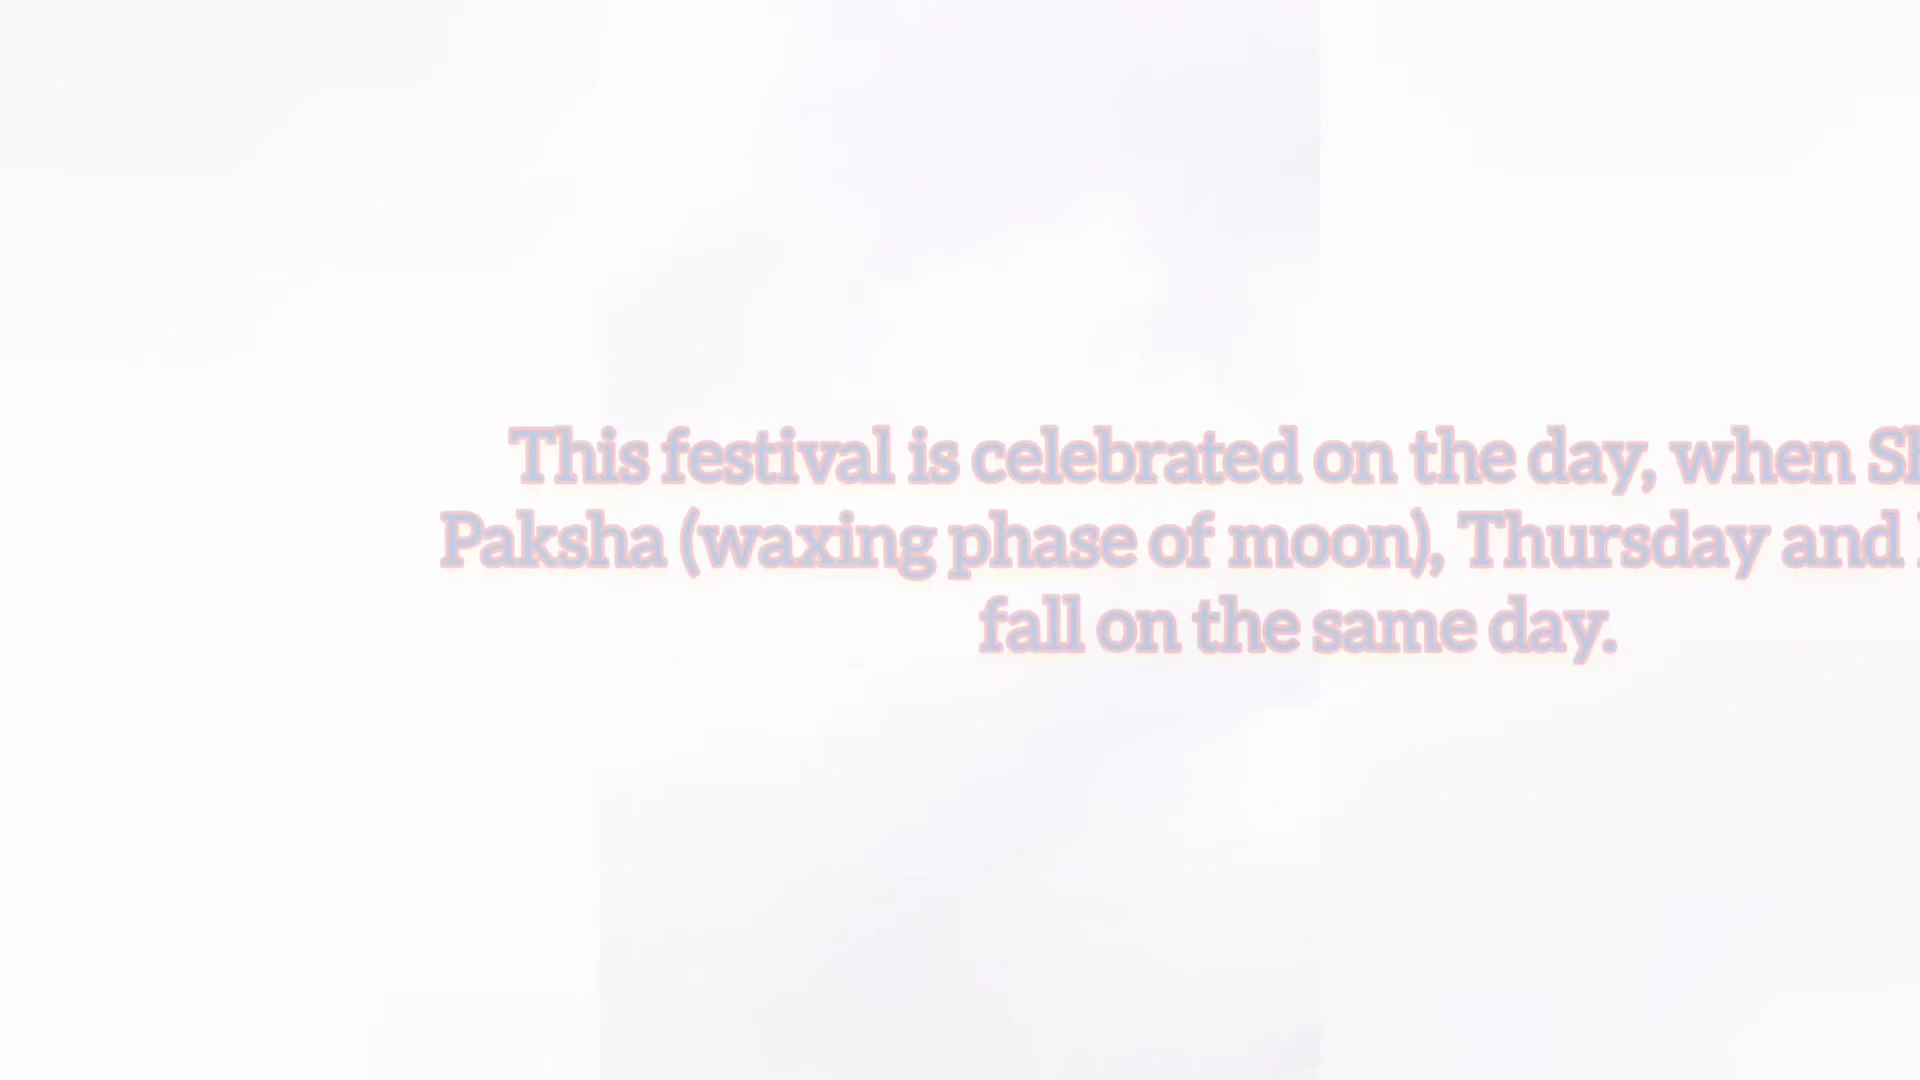 This festival is celebrated on the day, when
Paksha (waxing phase of moon), Thursday and
fall on the same day.